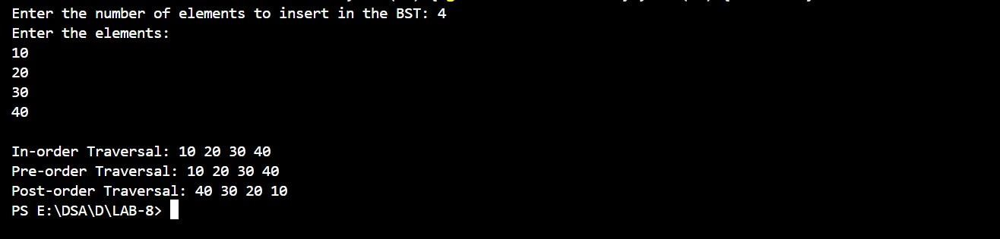 Enter the number of elements to insert in the BST: 4
Enter the elements:
10
20
30
40
In-order Traversal: 10 20 30 40
Pre-order Traversal: 10 20 30 40
Post-order Traversal: 40 30 20 10
PS E:\DSA\D\LAB-8>